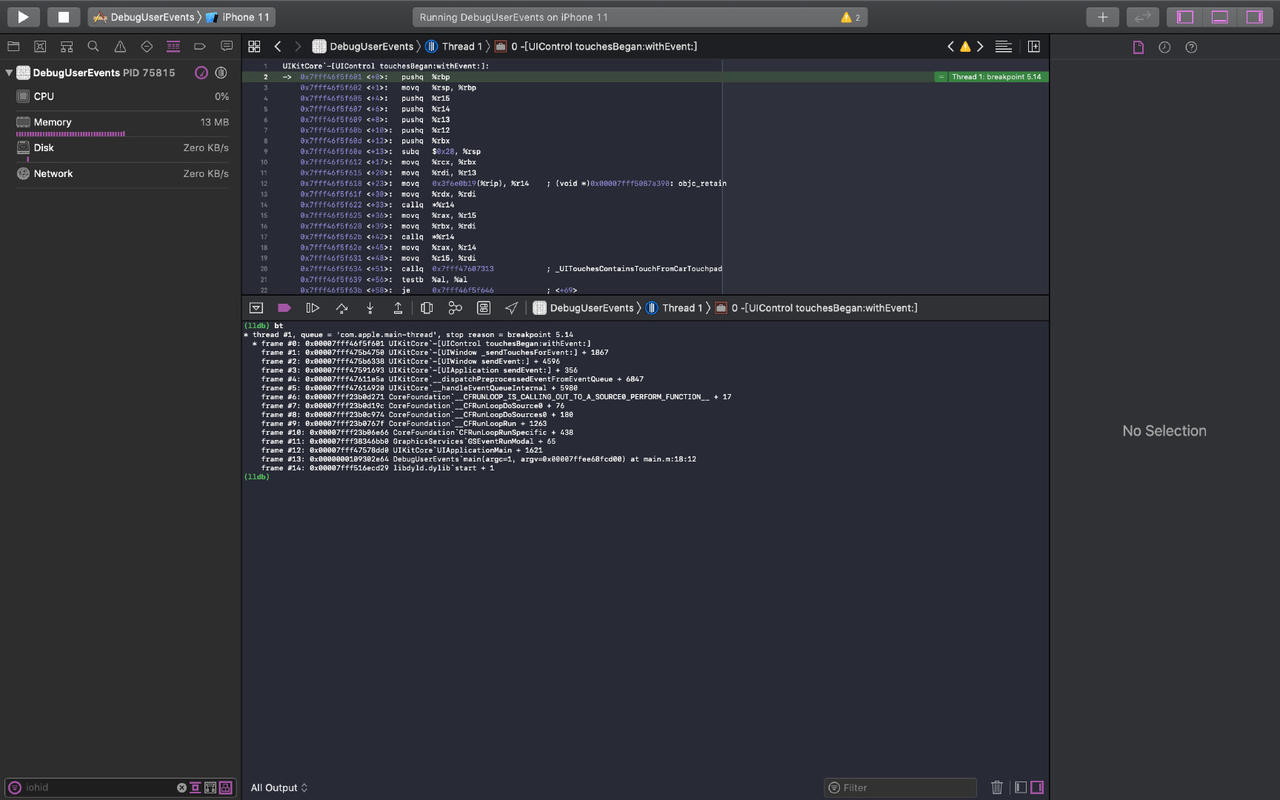 DebugUserEvents 〉 iPhone 11
Running DebugUserEvents on iPhone 11
2
DebugUserEvents 〉 Thread 1 〉 0 -[UIControl touchesBegan:withEvent:]
DebugUserEvents PID 75815
CPU 0%
Memory 13 MB
Disk Zero KB/s
Network Zero KB/s
1 UIKitCore`-[UIControl touchesBegan:withEvent:]:
2 -> 0x7fff46f5f601 <+0>: pushq %rbp
= Thread 1: breakpoint 5.14
3 0x7fff46f5f602 <+1>: movq %rsp, %rbp
4 0x7fff46f5f605 <+4>: pushq %r15
5 0x7fff46f5f607 <+6>: pushq %r14
6 0x7fff46f5f609 <+8>: pushq %r13
7 0x7fff46f5f60b <+10>: pushq %r12
8 0x7fff46f5f60d <+12>: pushq %rbx
9 0x7fff46f5f60e <+13>: subq $0x28, %rsp
10 0x7fff46f5f612 <+17>: movq %rcx, %rbx
11 0x7fff46f5f615 <+20>: movq %rdi, %r13
12 0x7fff46f5f618 <+23>: movq 0x3f6e0b19(%rip), %r14 ; (void *)0x00007fff5087a390: objc_retain
13 0x7fff46f5f61f <+30>: movq %rdx, %rdi
14 0x7fff46f5f622 <+33>: callq *%r14
15 0x7fff46f5f625 <+36>: movq %rax, %r15
16 0x7fff46f5f628 <+39>: movq %rbx, %rdi
17 0x7fff46f5f62b <+42>: callq *%r14
18 0x7fff46f5f62e <+45>: movq %rax, %r14
19 0x7fff46f5f631 <+48>: movq %r15, %rdi
20 0x7fff46f5f634 <+51>: callq 0x7fff47607313 ; _UITouchesContainsTouchFromCarTouchpad
21 0x7fff46f5f639 <+56>: testb %al, %al
22 0x7fff46f5f63b <+58>: je 0x7fff46f5f646 ; <+69>
DebugUserEvents 〉 Thread 1 〉 0 -[UIControl touchesBegan:withEvent:]
(lldb) bt
* thread #1, queue = 'com.apple.main-thread', stop reason = breakpoint 5.14
* frame #0: 0x00007fff46f5f601 UIKitCore`-[UIControl touchesBegan:withEvent:]
frame #1: 0x00007fff475b4750 UIKitCore`-[UIWindow _sendTouchesForEvent:] + 1867
frame #2: 0x00007fff475b6338 UIKitCore`-[UIWindow sendEvent:] + 4596
frame #3: 0x00007fff47591693 UIKitCore`-[UIApplication sendEvent:] + 356
frame #4: 0x00007fff47611e5a UIKitCore`__dispatchPreprocessedEventFromEventQueue + 6847
frame #5: 0x00007fff47614920 UIKitCore`__handleEventQueueInternal + 5980
frame #6: 0x00007fff23b0d271 CoreFoundation`__CFRUNLOOP_IS_CALLING_OUT_TO_A_SOURCE0_PERFORM_FUNCTION__ + 17
frame #7: 0x00007fff23b0d19c CoreFoundation`__CFRunLoopDoSource0 + 76
frame #8: 0x00007fff23b0c974 CoreFoundation`__CFRunLoopDoSources0 + 180
frame #9: 0x00007fff23b0767f CoreFoundation`__CFRunLoopRun + 1263
frame #10: 0x00007fff23b06e66 CoreFoundation`CFRunLoopRunSpecific + 438
frame #11: 0x00007fff38346bb0 GraphicsServices`GSEventRunModal + 65
frame #12: 0x00007fff47578dd0 UIKitCore`UIApplicationMain + 1621
frame #13: 0x0000000109302e64 DebugUserEvents`main(argc=1, argv=0x00007ffee68fcd00) at main.m:18:12
frame #14: 0x00007fff516ecd29 libdyld.dylib`start + 1
(lldb)
No Selection
iohid
All Output
Filter